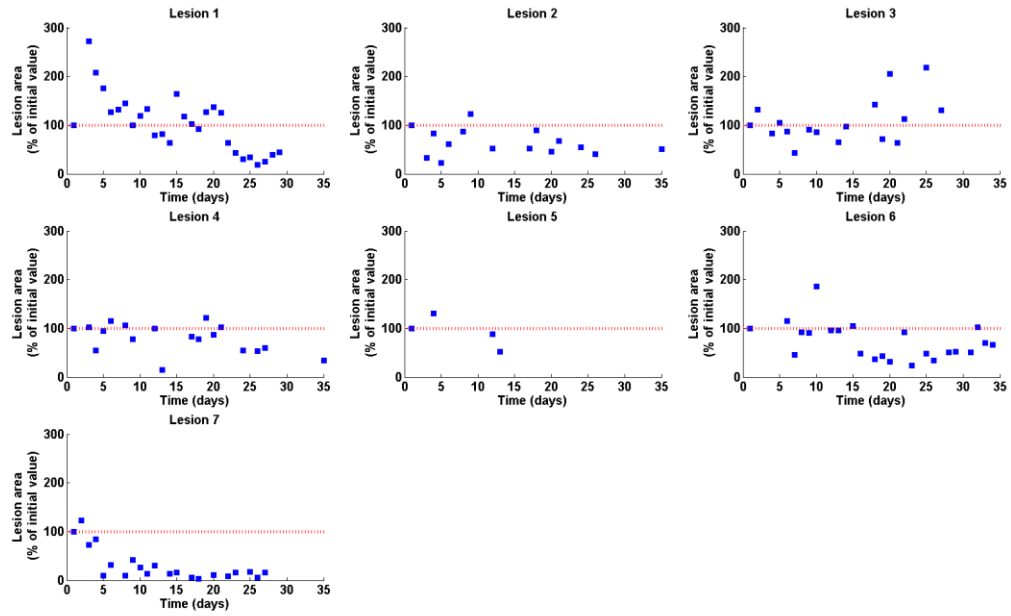 Lesion 1
Lesion area
(% of initial value)
300
200
100
0
0 5 10 15 20 25 30 35
Time (days)
Lesion 2
Lesion area
(% of initial value)
300
200
100
0
0 5 10 15 20 25 30 35
Time (days)
Lesion 3
Lesion area
(% of initial value)
300
200
100
0
0 5 10 15 20 25 30 35
Time (days)
Lesion 4
Lesion area
(% of initial value)
300
200
100
0
0 5 10 15 20 25 30 35
Time (days)
Lesion 5
Lesion area
(% of initial value)
300
200
100
0
0 5 10 15 20 25 30 35
Time (days)
Lesion 6
Lesion area
(% of initial value)
300
200
100
0
0 5 10 15 20 25 30 35
Time (days)
Lesion 7
Lesion area
(% of initial value)
300
200
100
0
0 5 10 15 20 25 30 35
Time (days)